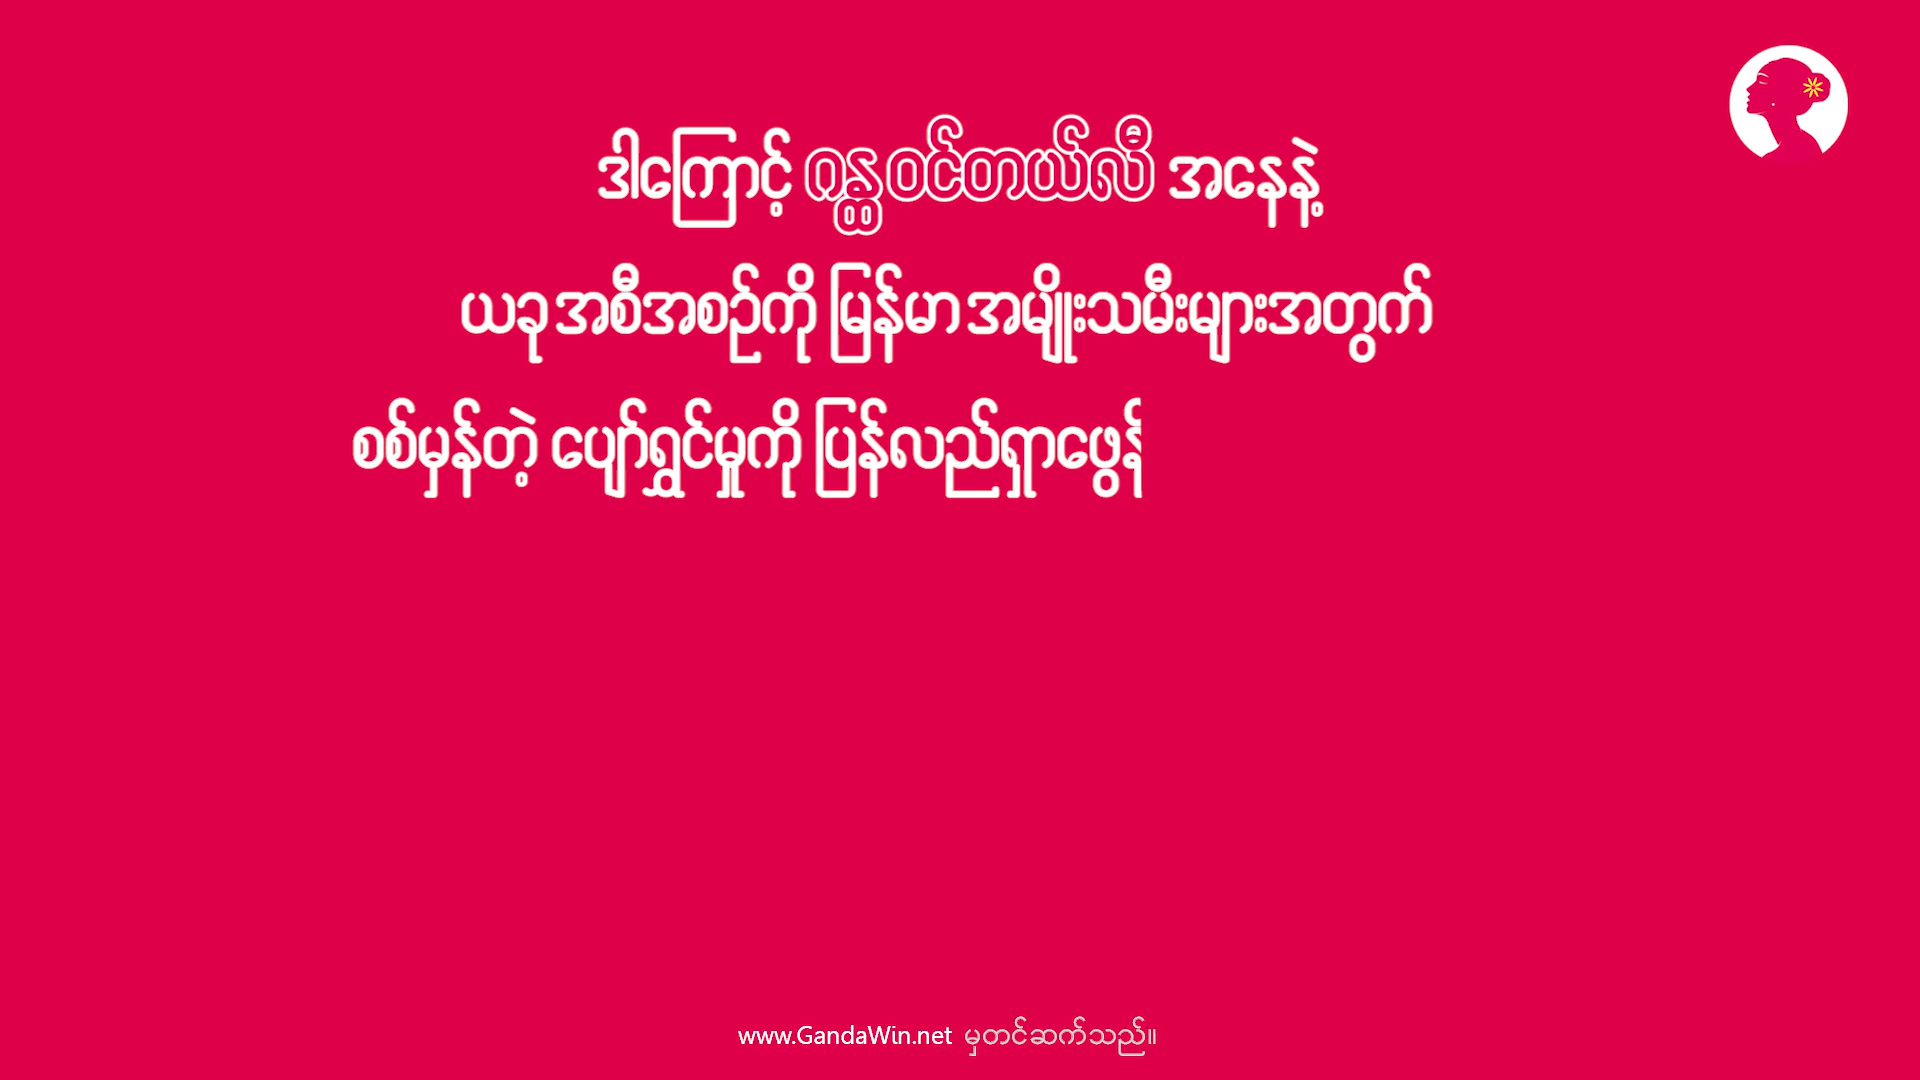 ဒါကြောင့် ဂန္ထဝင်တယ်လီ အနေနဲ့
ယခုအစီအစဉ်ကို မြန်မာအမျိုးသမီးများအတွက်
စစ်မှန်တဲ့ ပျော်ရွှင်မှုကို ပြန်လည်ရှာဖွေ
www.GandaWin.net မှတင်ဆက်သည်။